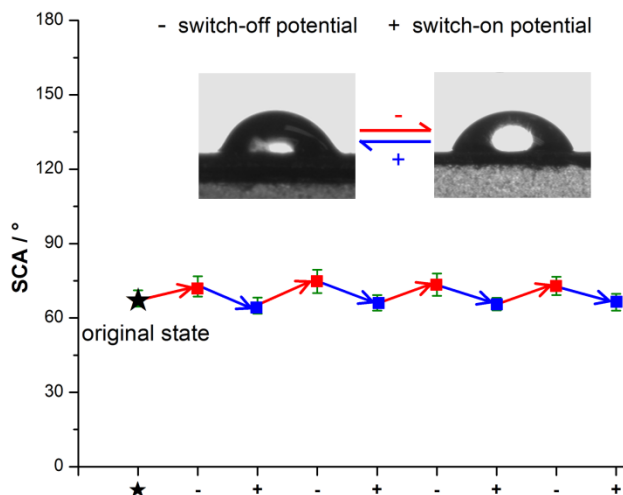 - switch-off potential + switch-on potential
180
150
120
90
60
30
0
SCA / °
-
+
original state
★ - + - + - + - +